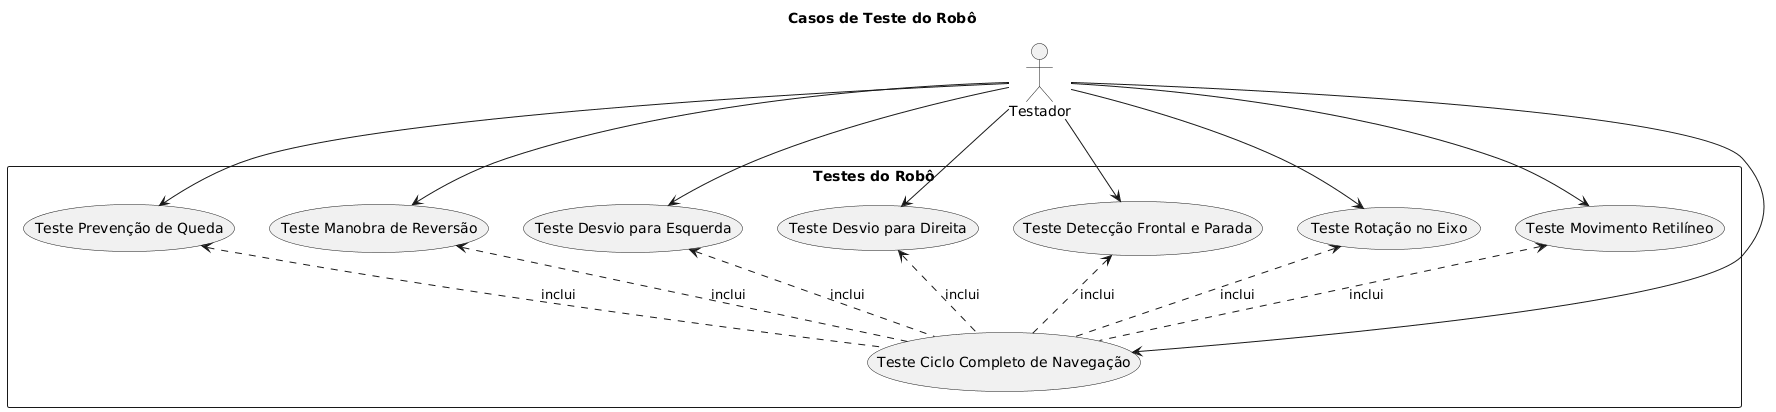 Casos de Teste do Robô
Testador
Testes do Robô
Teste Prevenção de Queda
Teste Manobra de Reversão
Teste Desvio para Esquerda
Teste Desvio para Direita
Teste Detecção Frontal e Parada
Teste Rotação no Eixo
Teste Movimento Retilíneo
inclui
inclui
inclui
inclui
inclui
inclui
inclui
Teste Ciclo Completo de Navegação